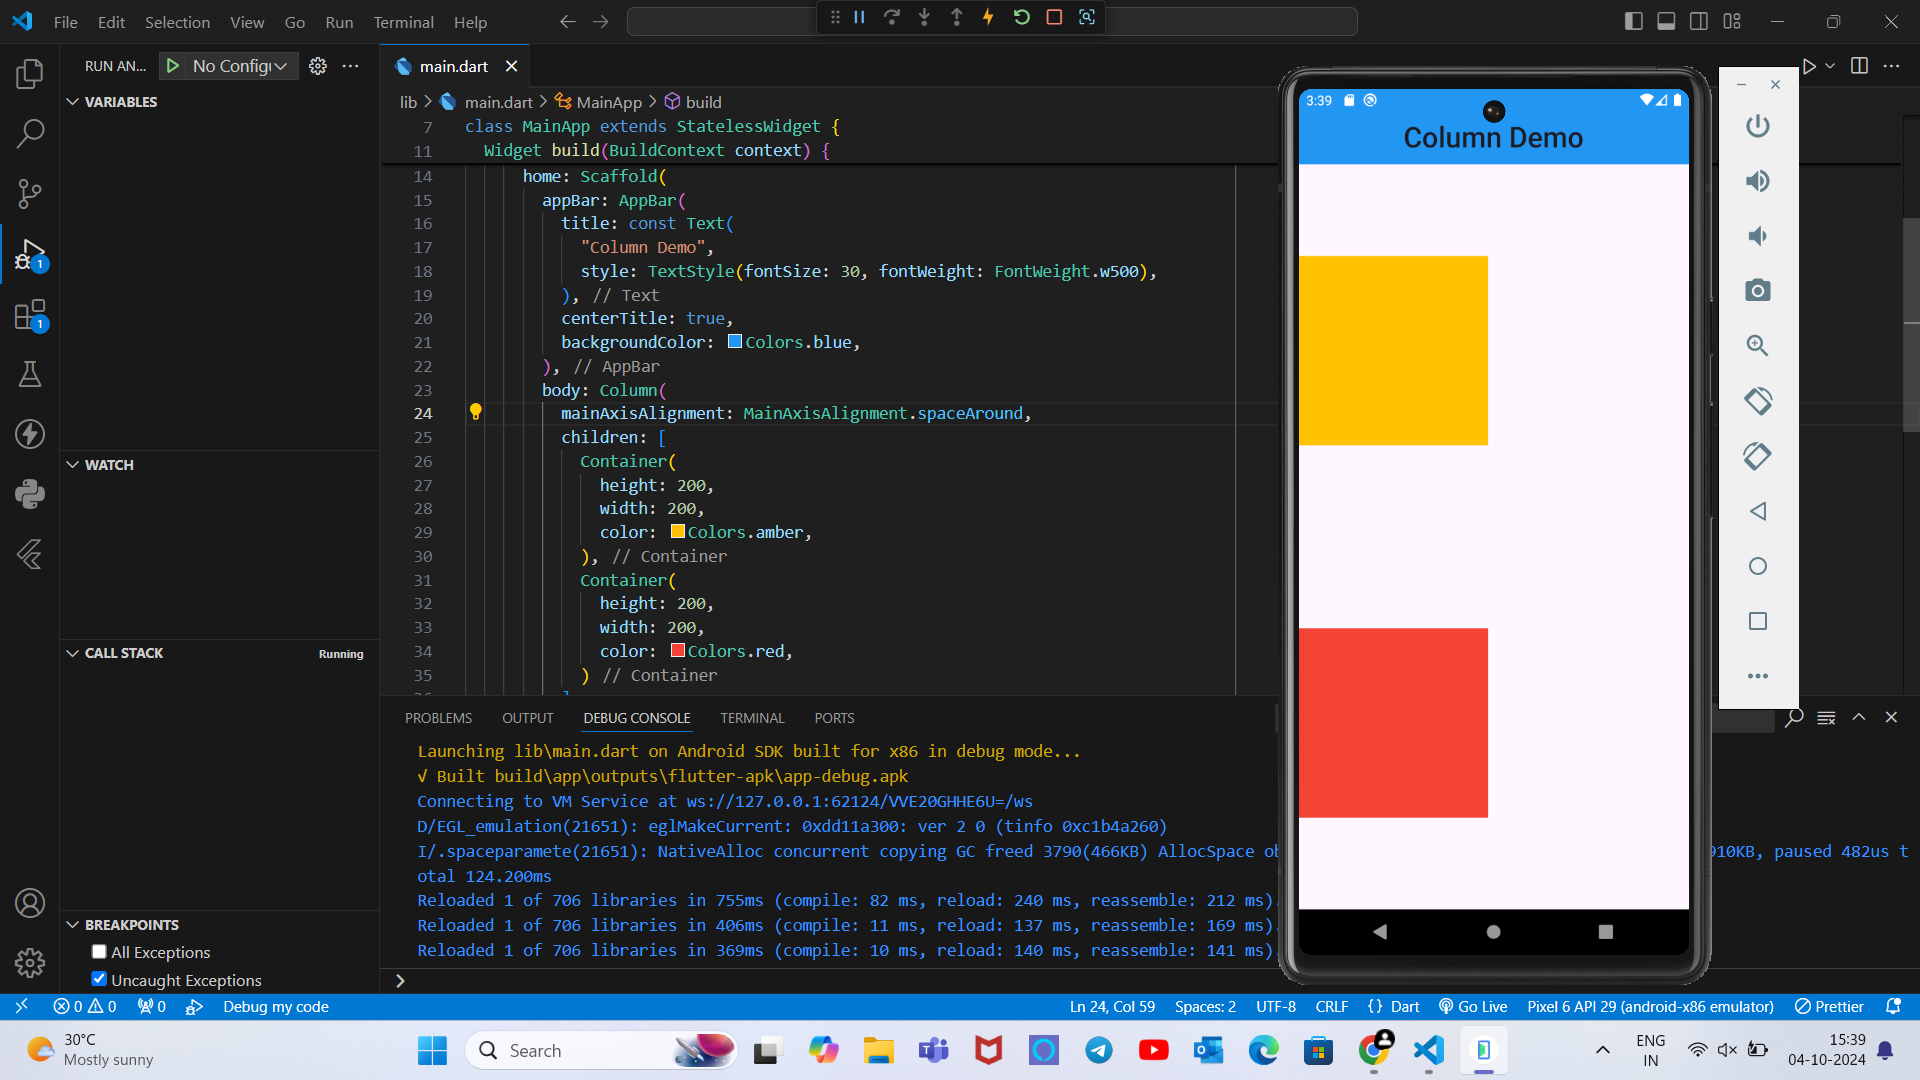 File Edit Selection View Go Run Terminal Help
RUN AN... No Config
main.dart
VARIABLES
lib > main.dart > MainApp > build
7 class MainApp extends StatelessWidget {
11 Widget build(BuildContext context) {
14 home: Scaffold(
15 appBar: AppBar(
16 title: const Text(
17 "Column Demo",
18 style: TextStyle(fontSize: 30, fontWeight: FontWeight.w500),
19 ), // Text
20 centerTitle: true,
21 backgroundColor: Colors.blue,
22 ), // AppBar
23 body: Column(
24 mainAxisAlignment: MainAxisAlignment.spaceAround,
25 children: [
26 Container(
27 height: 200,
28 width: 200,
29 color: Colors.amber,
30 ), // Container
31 Container(
32 height: 200,
33 width: 200,
34 color: Colors.red,
35 ) // Container
WATCH
CALL STACK Running
BREAKPOINTS
All Exceptions
Uncaught Exceptions
3:39
Column Demo
PROBLEMS OUTPUT DEBUG CONSOLE TERMINAL PORTS
Launching lib\main.dart on Android SDK built for x86 in debug mode...
√ Built build\app\outputs\flutter-apk\app-debug.apk
Connecting to VM Service at ws://127.0.0.1:62124/VVE20GHHE6U=/ws
D/EGL_emulation(21651): eglMakeCurrent: 0xdd11a300: ver 2 0 (tinfo 0xc1b4a260)
I/.spaceparamete(21651): NativeAlloc concurrent copying GC freed 3790(466KB) AllocSpace ob 910KB, paused 482us t
otal 124.200ms
Reloaded 1 of 706 libraries in 755ms (compile: 82 ms, reload: 240 ms, reassemble: 212 ms)
Reloaded 1 of 706 libraries in 406ms (compile: 11 ms, reload: 137 ms, reassemble: 169 ms)
Reloaded 1 of 706 libraries in 369ms (compile: 10 ms, reload: 140 ms, reassemble: 141 ms)
0 0 0 Debug my code Ln 24, Col 59 Spaces: 2 UTF-8 CRLF {} Dart Go Live Pixel 6 API 29 (android-x86 emulator) Prettier
30°C
Mostly sunny
Search
ENG
IN
15:39
04-10-2024